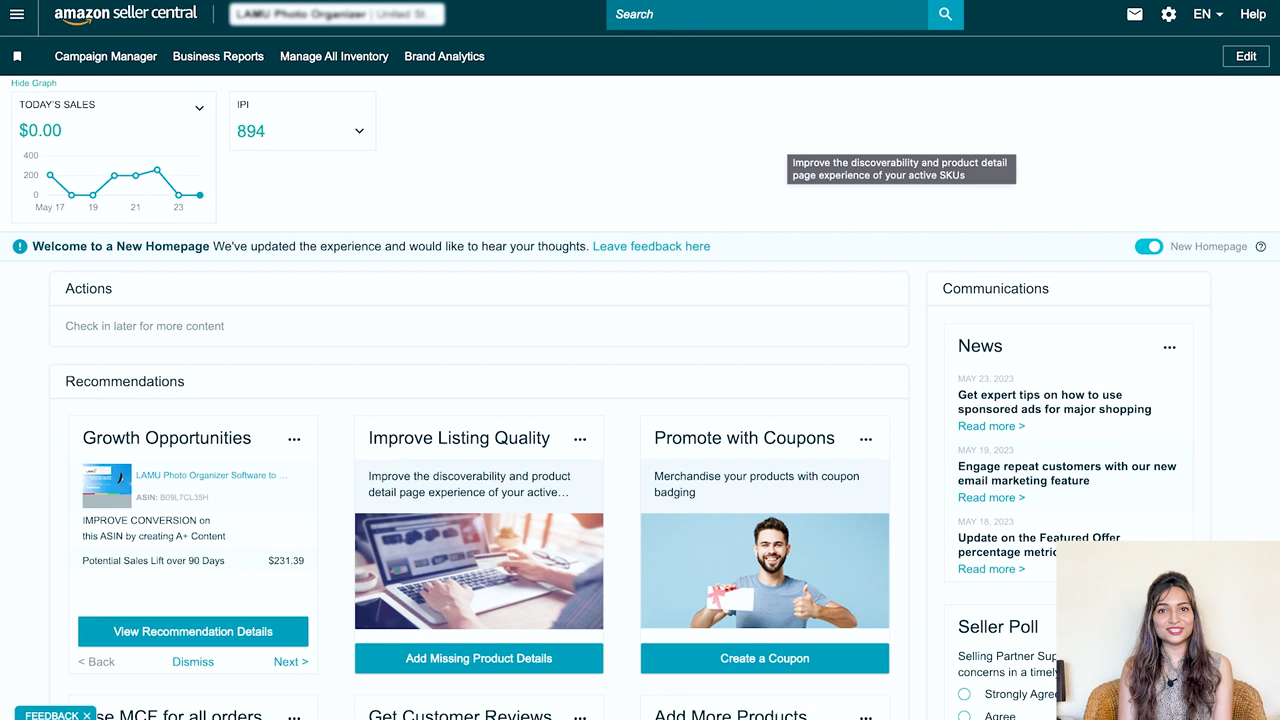 amazon seller central
LAMU Photo Organizer | United St...
Search
EN
Help
Campaign Manager
Business Reports
Manage All Inventory
Brand Analytics
Edit
Hide Graph
TODAY'S SALES
$0.00
400
200
0
May 17
19
21
23
IPI
894
Improve the discoverability and product detail
page experience of your active SKUs
Welcome to a New Homepage We've updated the experience and would like to hear your thoughts. Leave feedback here
New Homepage
Actions
Check in later for more content
Recommendations
Growth Opportunities
LAMU Photo Organizer Software to ...
ASIN: B09L7CL35H
IMPROVE CONVERSION on
this ASIN by creating A+ Content
Potential Sales Lift over 90 Days $231.39
View Recommendation Details
< Back
Dismiss
Next >
Improve Listing Quality
Improve the discoverability and product
detail page experience of your active…
Add Missing Product Details
Promote with Coupons
Merchandise your products with coupon
badging
Create a Coupon
Communications
News
MAY 23, 2023
Get expert tips on how to use
sponsored ads for major shopping
Read more >
MAY 19, 2023
Engage repeat customers with our new
email marketing feature
Read more >
MAY 18, 2023
Update on the Featured Offer
percentage metric
Read more >
Seller Poll
Selling Partner Sup
concerns in a timely
Strongly Agree
Agree
FEEDBACK
se MCF for all orders
Get Customer Reviews
Add More Products